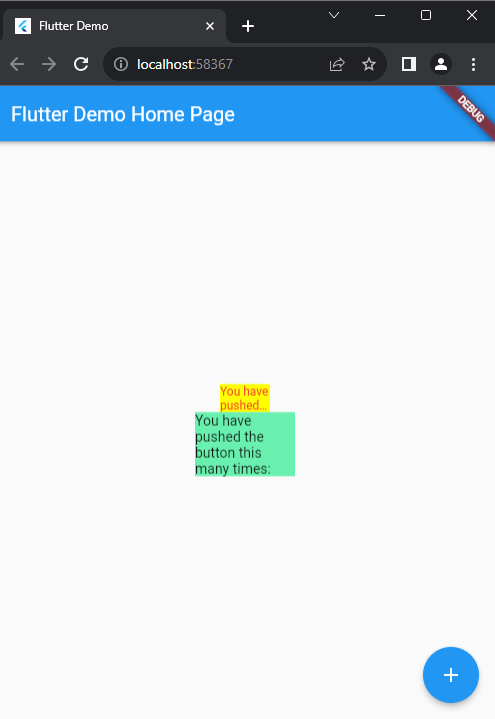 Flutter Demo
localhost:58367
Flutter Demo Home Page
DEBUG
You have
pushed...
You have
pushed the
button this
many times: